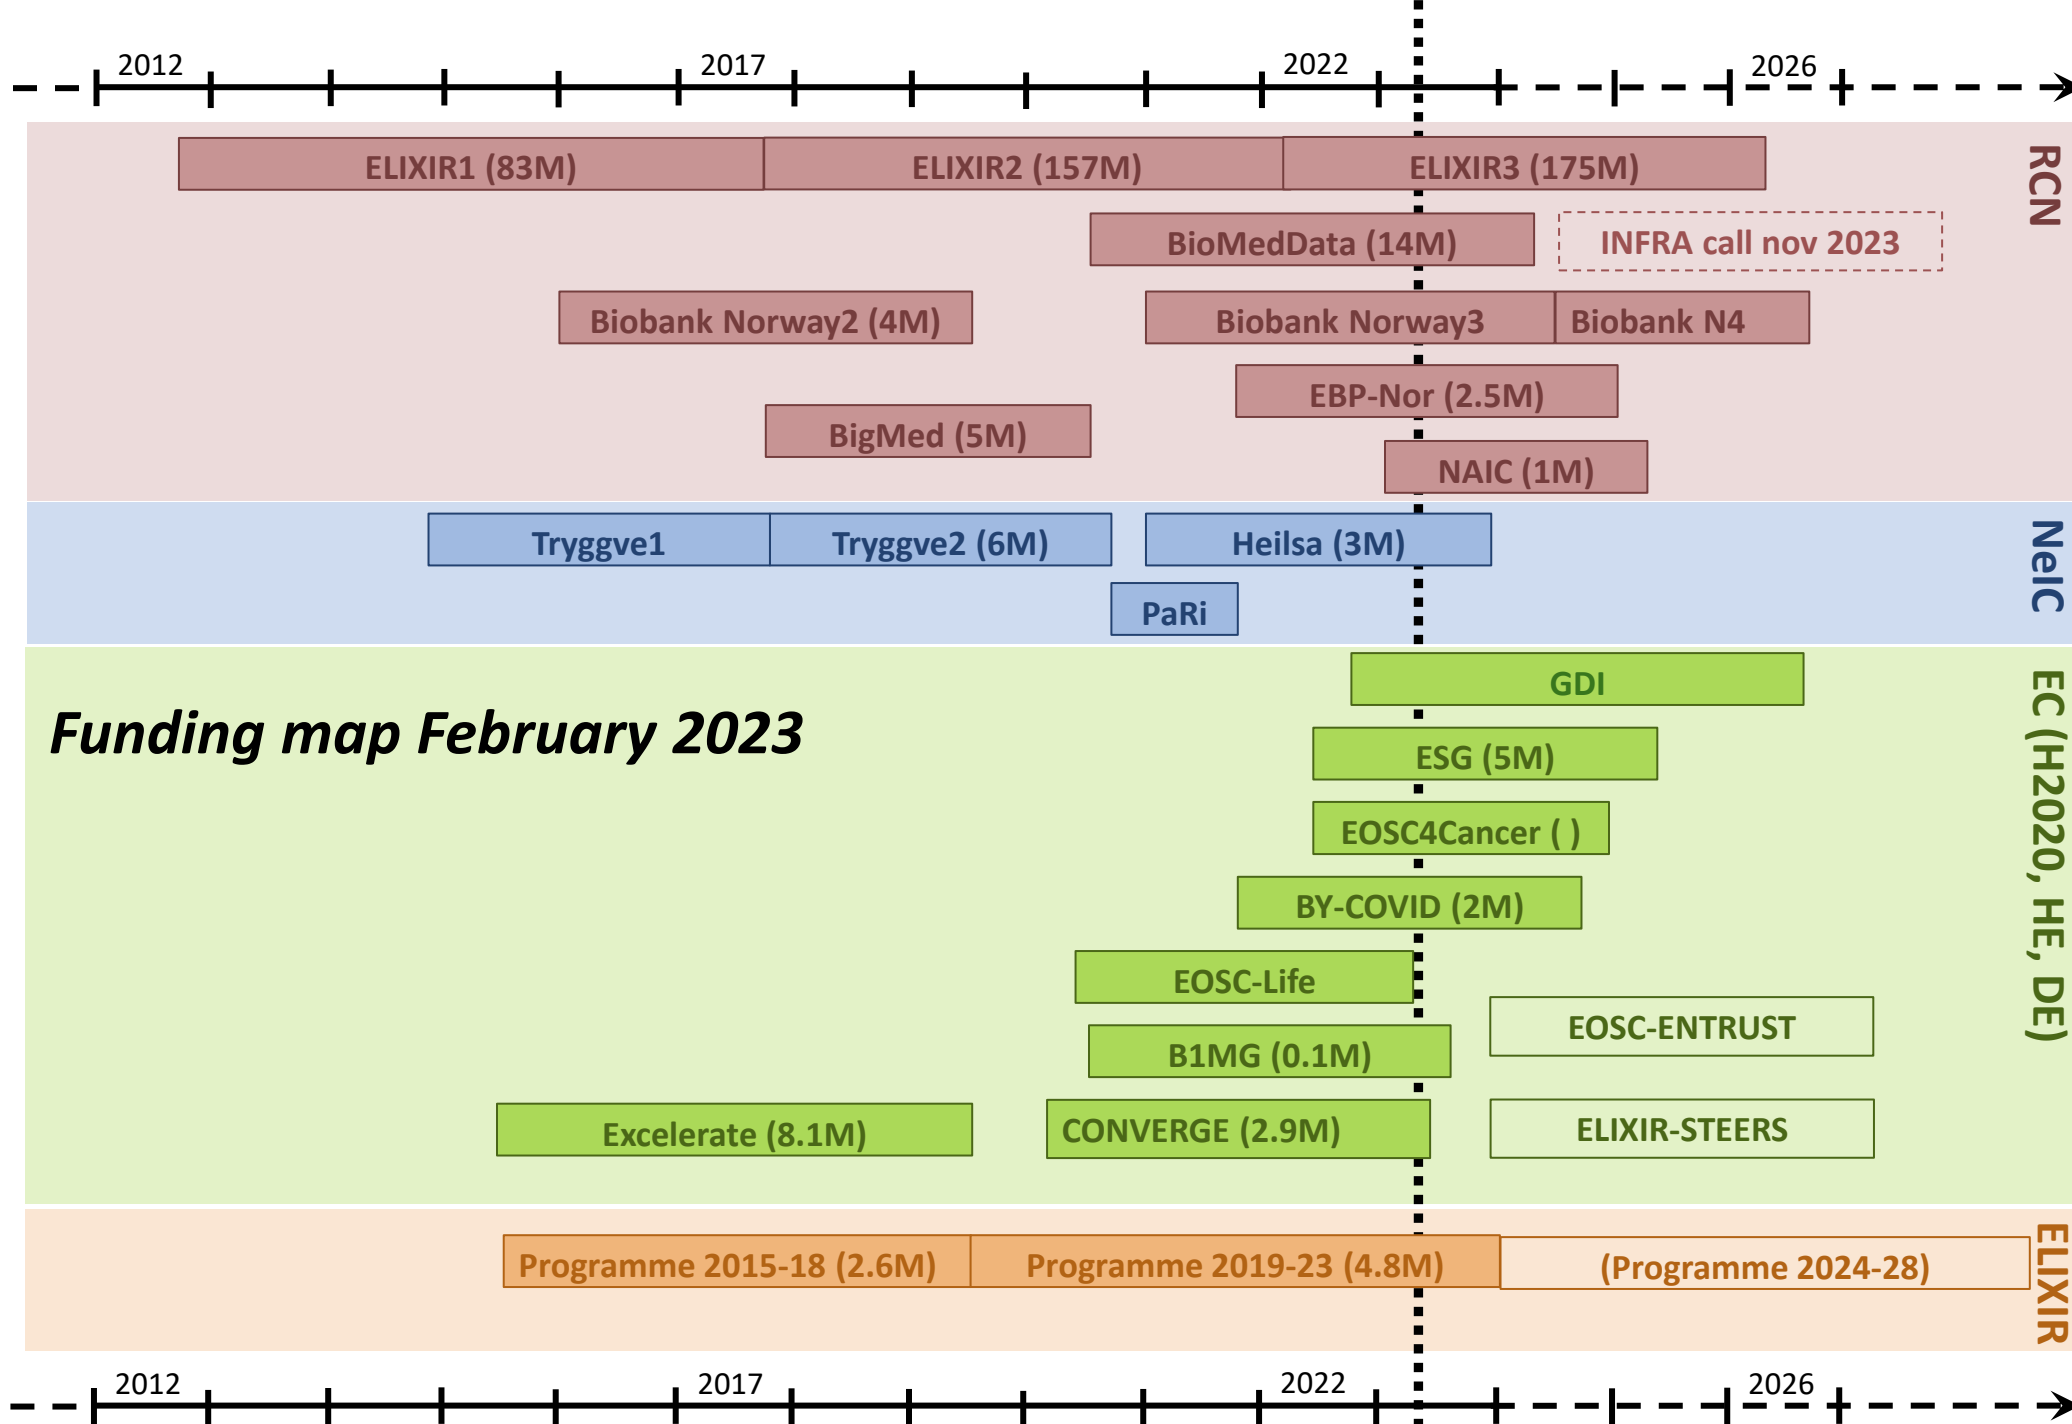 2012 2017 2022 2026
RCN
ELIXIR1 (83M) ELIXIR2 (157M) ELIXIR3 (175M)
BioMedData (14M) INFRA call nov 2023
Biobank Norway2 (4M) Biobank Norway3 Biobank N4
EBP-Nor (2.5M)
BigMed (5M)
NAIC (1M)
NeIC
Tryggve1 Tryggve2 (6M) Heilsa (3M)
PaRi
EC (H2020, HE, DE)
GDI
Funding map February 2023
ESG (5M)
EOSC4Cancer ( )
BY-COVID (2M)
EOSC-Life
EOSC-ENTRUST
B1MG (0.1M)
Excelerate (8.1M) CONVERGE (2.9M) ELIXIR-STEERS
ELIXIR
Programme 2015-18 (2.6M) Programme 2019-23 (4.8M) (Programme 2024-28)
2012 2017 2022 2026